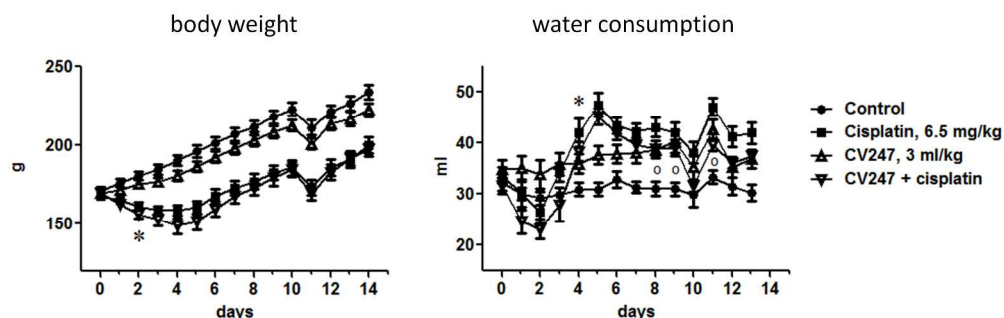 body weight
water consumption
g
250
200
150
*
0 2 4 6 8 10 12 14
days
ml
50
40
30
20
*
o o o
0 2 4 6 8 10 12 14
days
Control
Cisplatin, 6.5 mg/kg
CV247, 3 ml/kg
CV247 + cisplatin